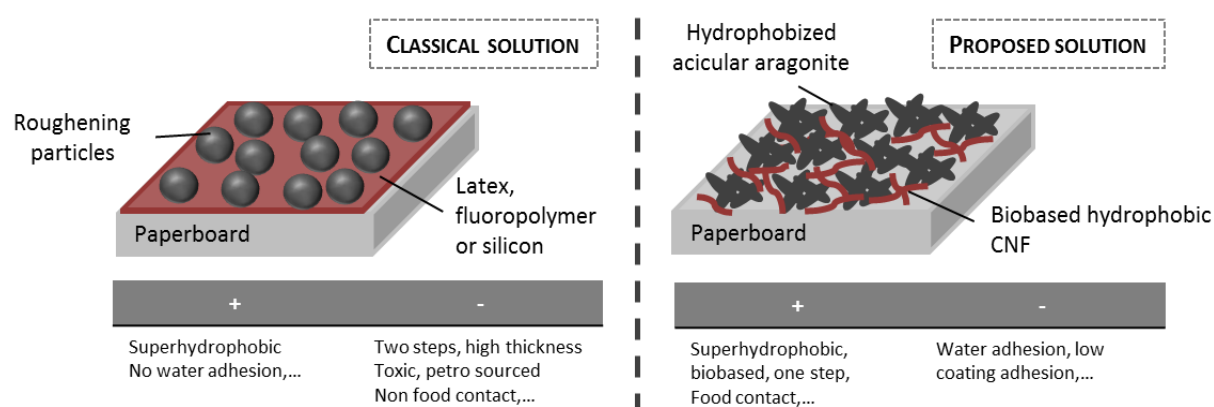 CLASSICAL SOLUTION
Roughening
particles
Latex,
fluoropolymer
or silicon
Paperboard
+ -
Superhydrophobic
No water adhesion,...
Two steps, high thickness
Toxic, petro sourced
Non food contact,...
PROPOSED SOLUTION
Hydrophobized
acicular aragonite
Biobased hydrophobic
CNF
Paperboard
+ -
Superhydrophobic,
biobased, one step,
Food contact,...
Water adhesion, low
coating adhesion,...